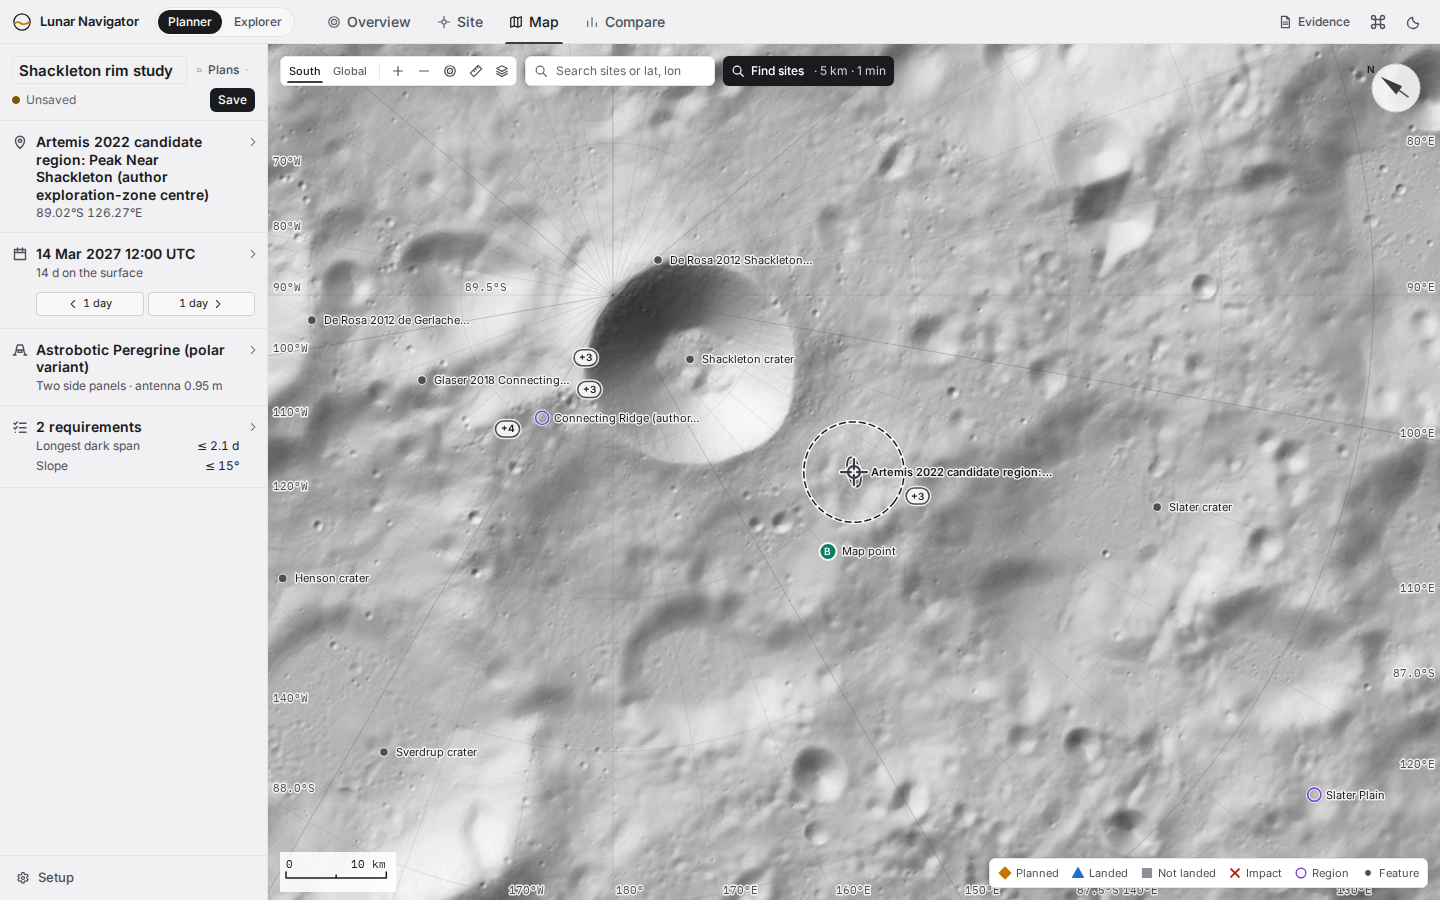 Lunar Navigator
Planner
Explorer
Overview
Site
Map
Compare
Evidence
Shackleton rim study
Plans
Unsaved
Save
Artemis 2022 candidate
region: Peak Near
Shackleton (author
exploration-zone centre)
89.02°S 126.27°E
14 Mar 2027 12:00 UTC
14 d on the surface
1 day
1 day
Astrobotic Peregrine (polar
variant)
Two side panels · antenna 0.95 m
2 requirements
Longest dark span ≤ 2.1 d
Slope ≤ 15°
Setup
South
Global
Search sites or lat, lon
Find sites · 5 km · 1 min
N
70°W
80°E
80°W
De Rosa 2012 Shackleton...
90°W
89.5°S
90°E
De Rosa 2012 de Gerlache...
100°W
+3
Shackleton crater
Glaser 2018 Connecting...
+3
110°W
Connecting Ridge (author...
+4
100°E
Artemis 2022 candidate region:...
120°W
+3
Slater crater
B
Map point
Henson crater
110°E
87.0°S
140°W
Sverdrup crater
120°E
88.0°S
Slater Plain
0 10 km
Planned
Landed
Not landed
Impact
Region
Feature
170°W
180°
170°E
160°E
150°E
87.5°S
140°E
130°E